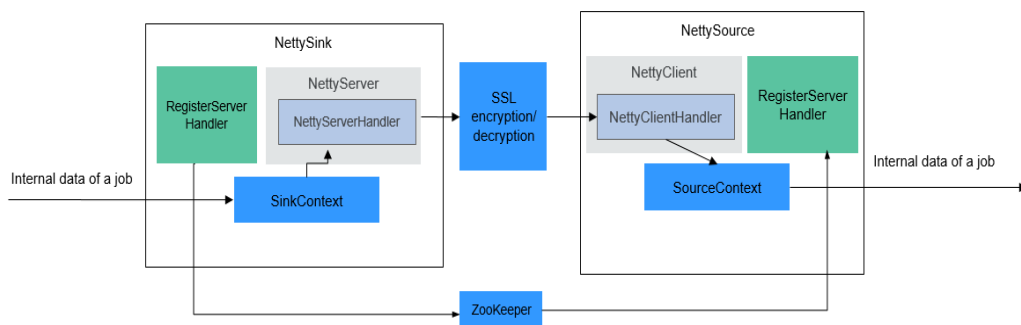 NettySink
NettySource
NettyServer
NettyClient
RegisterServer
Handler
NettyServerHandler
SSL
encryption/
decryption
NettyClientHandler
RegisterServer
Handler
Internal data of a job
SinkContext
SourceContext
Internal data of a job
ZooKeeper